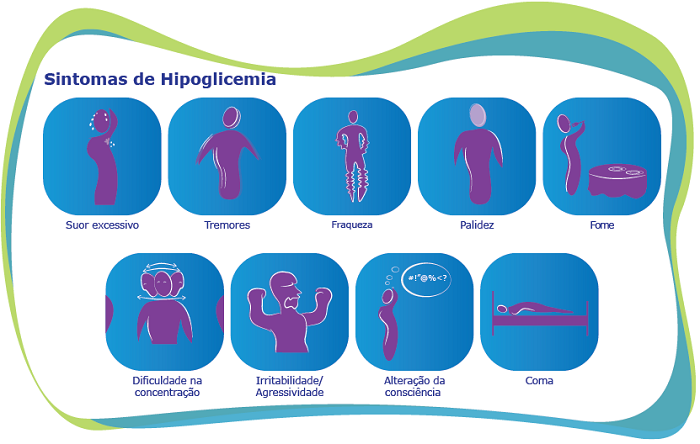 Sintomas de Hipoglicemia
Suor excessivo
Tremores
Fraqueza
Palidez
Fome
#!"@%<?
Dificuldade na
concentração
Irritabilidade/
Agressividade
Alteração da
consciência
Coma